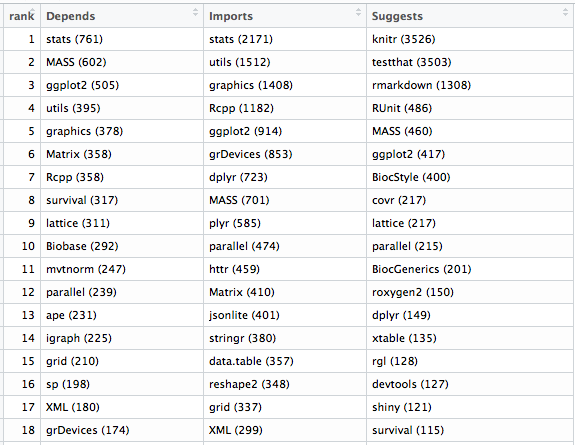 rank Depends Imports Suggests
1 stats (761) stats (2171) knitr (3526)
2 MASS (602) utils (1512) testthat (3503)
3 ggplot2 (505) graphics (1408) rmarkdown (1308)
4 utils (395) Rcpp (1182) RUnit (486)
5 graphics (378) ggplot2 (914) MASS (460)
6 Matrix (358) grDevices (853) ggplot2 (417)
7 Rcpp (358) dplyr (723) BiocStyle (400)
8 survival (317) MASS (701) covr (217)
9 lattice (311) plyr (585) lattice (217)
10 Biobase (292) parallel (474) parallel (215)
11 mvtnorm (247) httr (459) BiocGenerics (201)
12 parallel (239) Matrix (410) roxygen2 (150)
13 ape (231) jsonlite (401) dplyr (149)
14 igraph (225) stringr (380) xtable (135)
15 grid (210) data.table (357) rgl (128)
16 sp (198) reshape2 (348) devtools (127)
17 XML (180) grid (337) shiny (121)
18 grDevices (174) XML (299) survival (115)